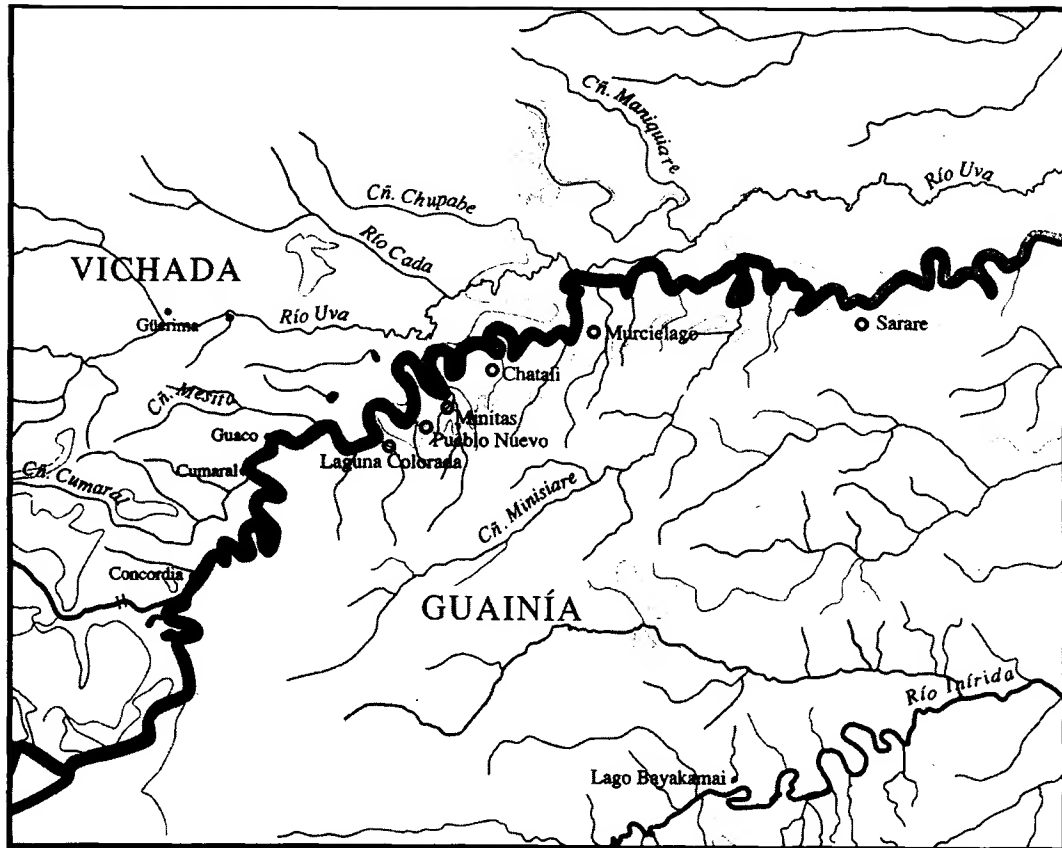 Cñ. Maniquiare
Río Uva
Cñ. Chupabe
Río Cada
VICHADA
Güerima
Río Uva
Murcielago
Sarare
Chatali
Cñ. Mesito
Minitas
Guaco
Pueblo Nuevo
Laguna Colorada
Cumaral
Cñ. Cumaral
Cñ. Minisiare
Concordia
GUAINÍA
Río Inírida
Lago Bayakamai